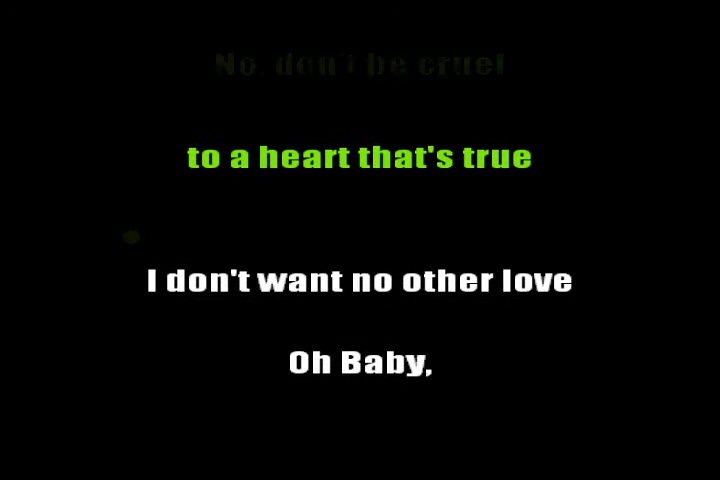 No, don't be cruel
to a heart that's true
I don't want no other love
Oh Baby,